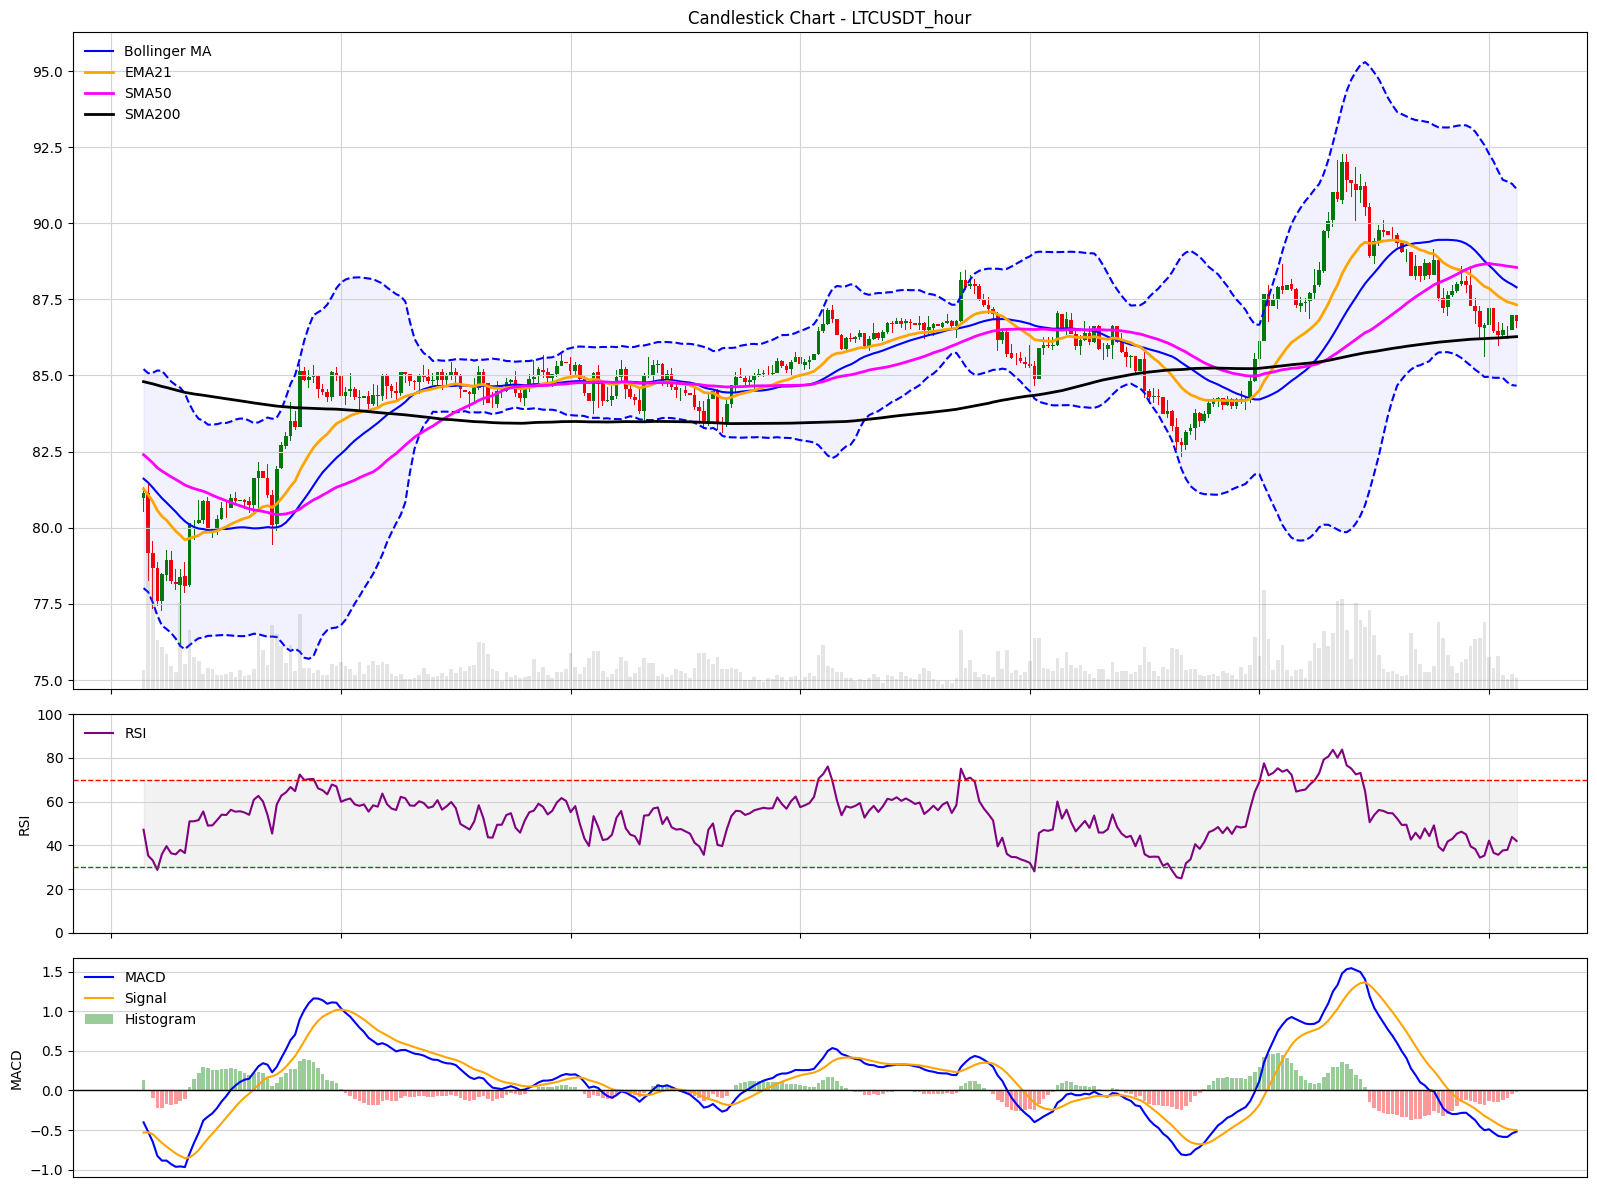 Candlestick Chart - LTCUSDT_hour
Bollinger MA
EMA21
SMA50
SMA200
95.0
92.5
90.0
87.5
85.0
82.5
80.0
77.5
75.0
RSI
RSI
100
80
60
40
20
0
MACD
Signal
Histogram
MACD
1.5
1.0
0.5
0.0
−0.5
−1.0